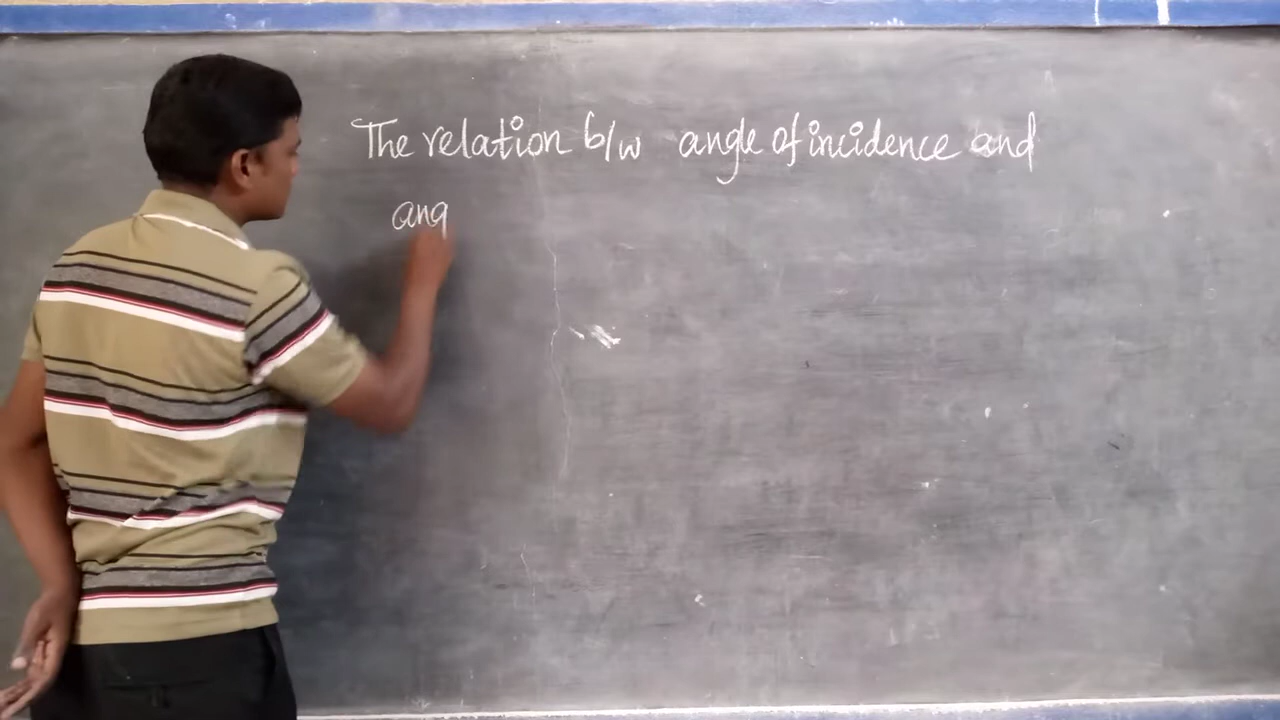 The relation b/w angle of incidence and
ang